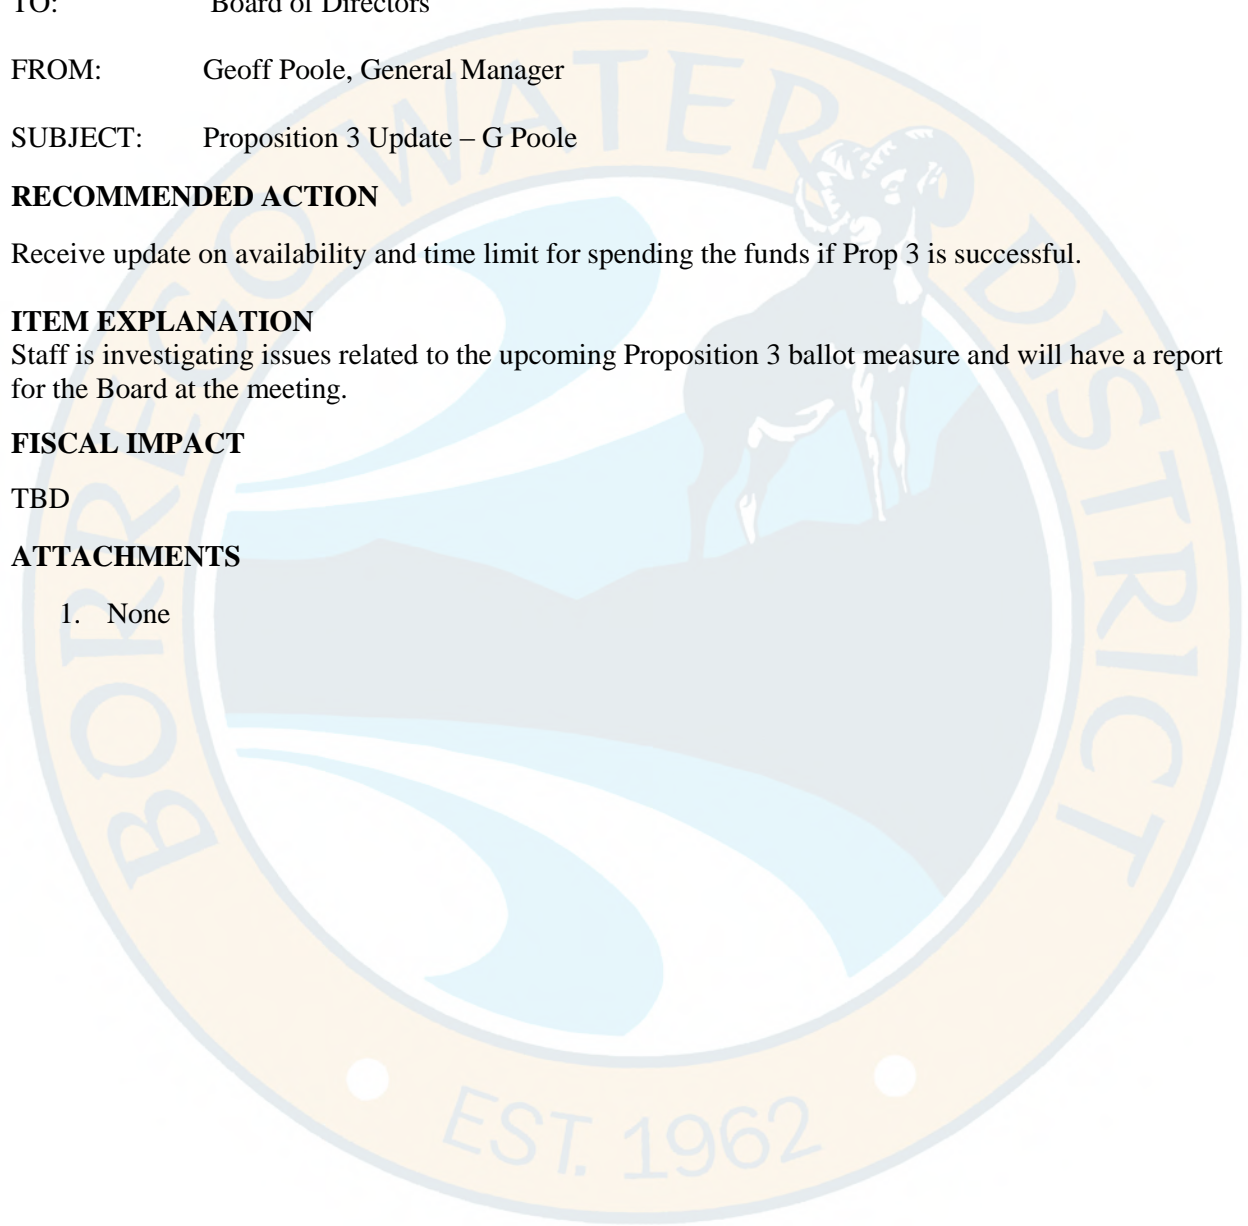 TO: Board of Directors
FROM: Geoff Poole, General Manager
SUBJECT: Proposition 3 Update – G Poole
RECOMMENDED ACTION
Receive update on availability and time limit for spending the funds if Prop 3 is successful.
ITEM EXPLANATION
Staff is investigating issues related to the upcoming Proposition 3 ballot measure and will have a report
for the Board at the meeting.
FISCAL IMPACT
TBD
ATTACHMENTS
1. None
BORREGO WATER DISTRICT
EST. 1962